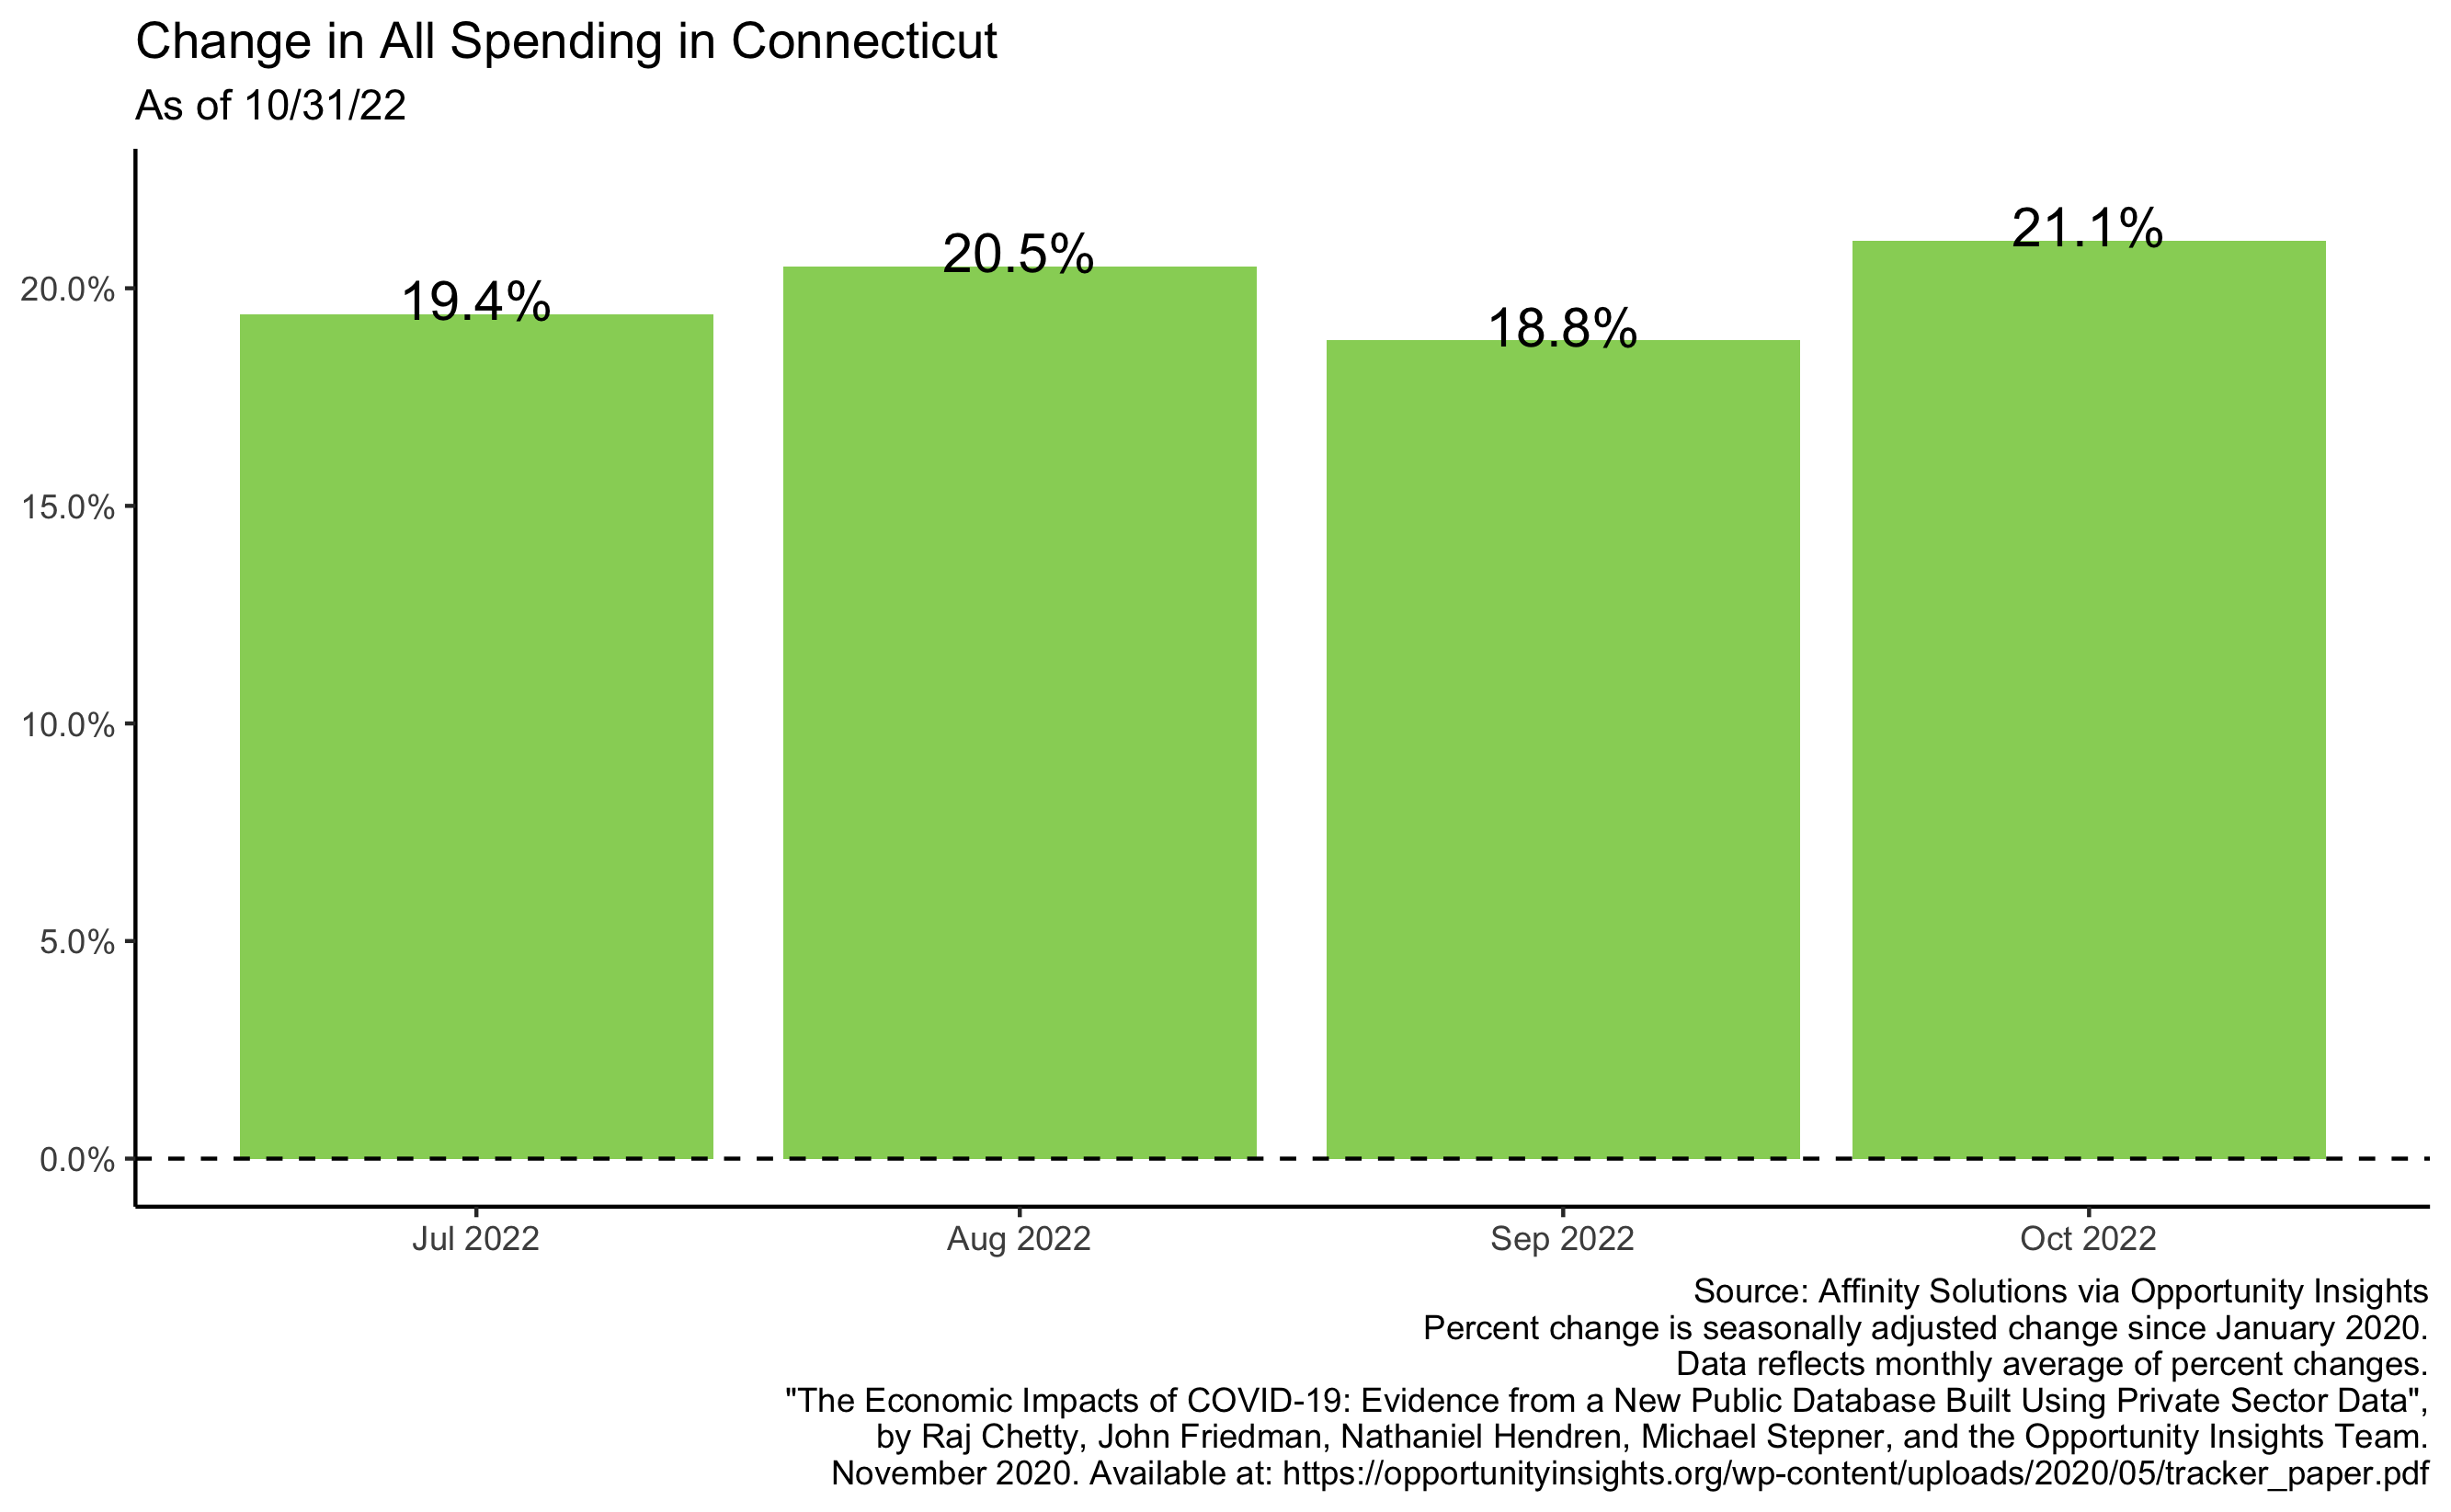 Change in All Spending in Connecticut
As of 10/31/22
20.0%
15.0%
10.0%
5.0%
0.0%
19.4%
20.5%
18.8%
21.1%
Jul 2022
Aug 2022
Sep 2022
Oct 2022
Source: Affinity Solutions via Opportunity Insights
Percent change is seasonally adjusted change since January 2020.
Data reflects monthly average of percent changes.
"The Economic Impacts of COVID-19: Evidence from a New Public Database Built Using Private Sector Data",
by Raj Chetty, John Friedman, Nathaniel Hendren, Michael Stepner, and the Opportunity Insights Team.
November 2020. Available at: https://opportunityinsights.org/wp-content/uploads/2020/05/tracker_paper.pdf